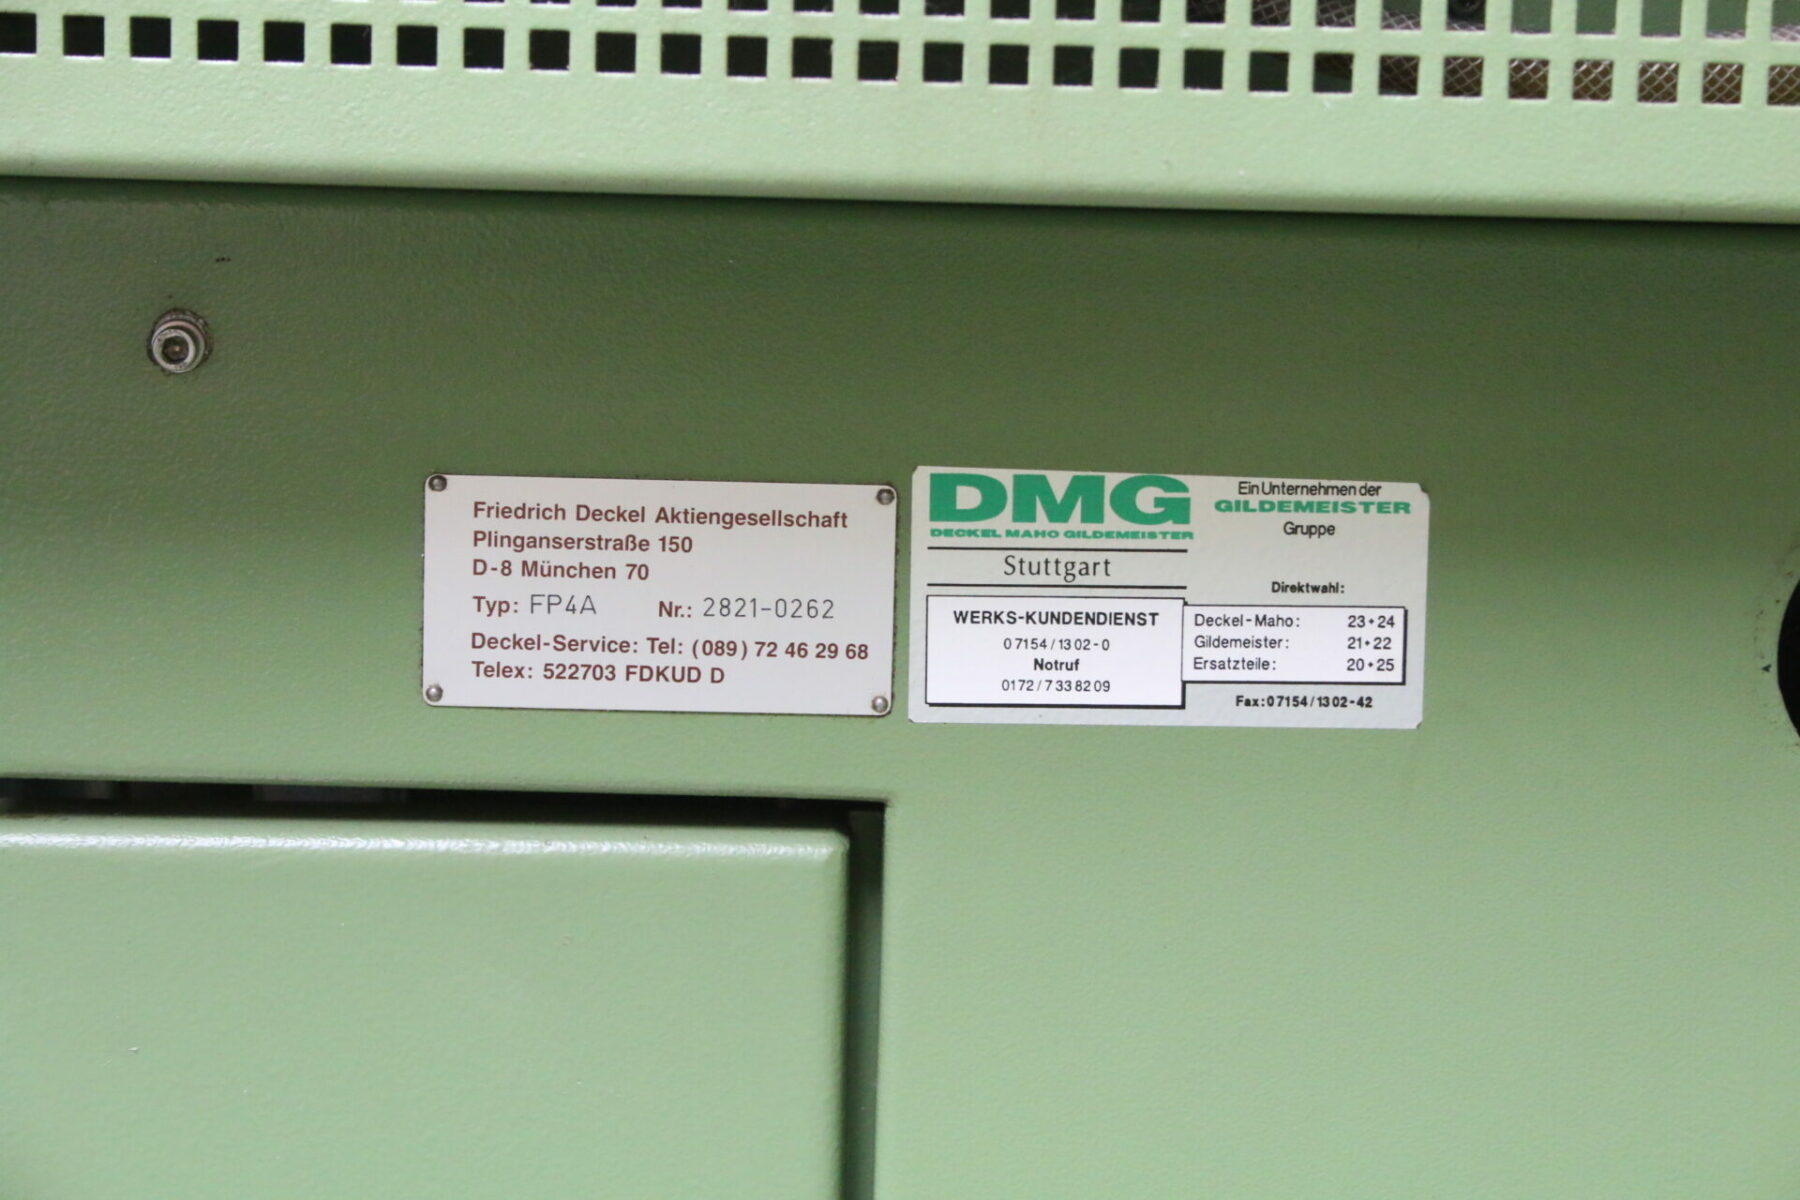 Friedrich Deckel Aktiengesellschaft
Plinganserstraße 150
D-8 München 70
Typ: FP4A Nr.: 2821-0262
Deckel-Service: Tel: (089) 72 46 29 68
Telex: 522703 FDKUD D
DMG
DECKEL MAHO GILDEMEISTER
Stuttgart
WERKS-KUNDENDIENST
07154/1302-0
Notruf
0172/7338209
Ein Unternehmen der
GILDEMEISTER
Gruppe
Direktwahl:
Deckel-Maho: 23+24
Gildemeister: 21+22
Ersatzteile: 20+25
Fax:07154/1302-42